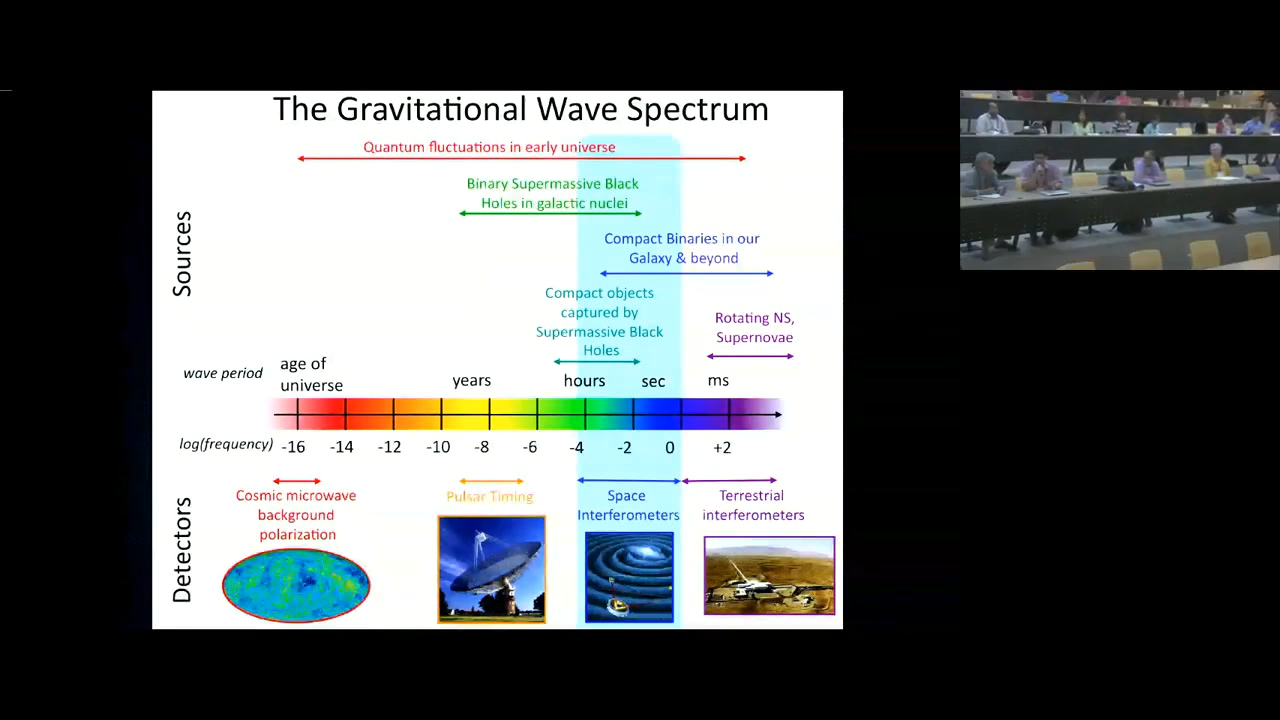 The Gravitational Wave Spectrum
Sources
Quantum fluctuations in early universe
Binary Supermassive Black
Holes in galactic nuclei
Compact Binaries in our
Galaxy & beyond
Compact objects
captured by
Supermassive Black
Holes
Rotating NS,
Supernovae
wave period
age of
universe
years
hours
sec
ms
log(frequency)
-16 -14 -12 -10 -8 -6 -4 -2 0 +2
Detectors
Cosmic microwave
background
polarization
Pulsar Timing
Space
Interferometers
Terrestrial
interferometers